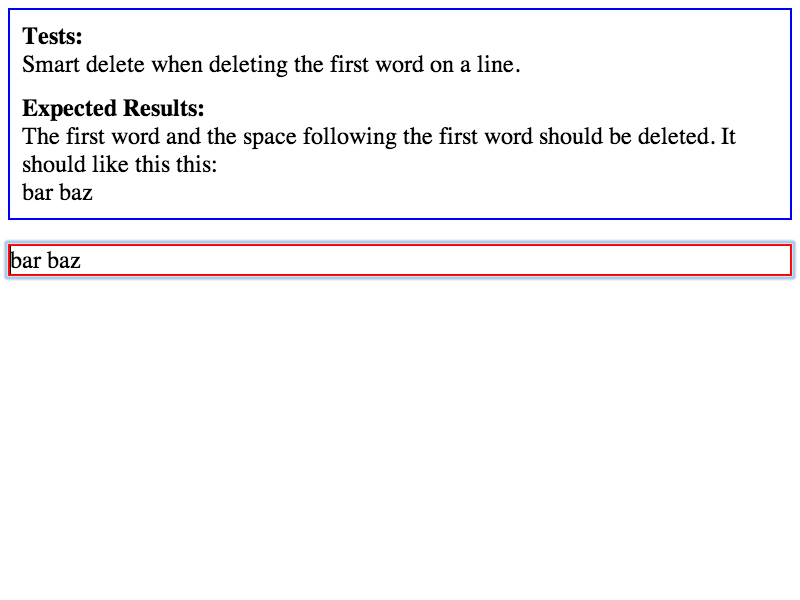 Tests:
Smart delete when deleting the first word on a line.
Expected Results:
The first word and the space following the first word should be deleted. It
should like this this:
bar baz
bar baz